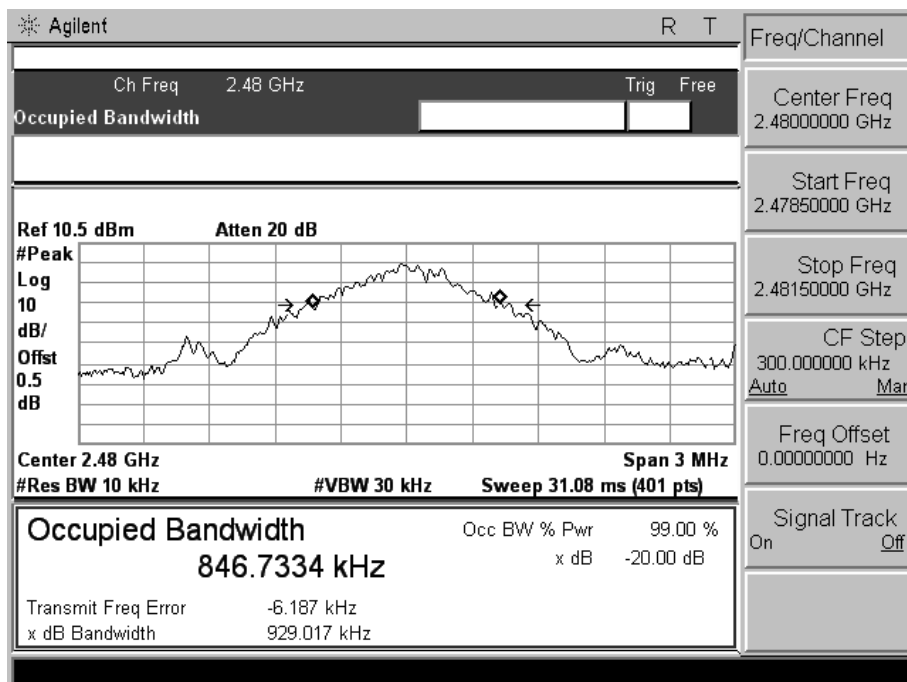 Agilent R T
Ch Freq 2.48 GHz Trig Free
Occupied Bandwidth
Ref 10.5 dBm Atten 20 dB
#Peak
Log
10
dB/
Offst
0.5
dB
Center 2.48 GHz Span 3 MHz
#Res BW 10 kHz #VBW 30 kHz Sweep 31.08 ms (401 pts)
Occupied Bandwidth Occ BW % Pwr 99.00 %
846.7334 kHz x dB -20.00 dB
Transmit Freq Error -6.187 kHz
x dB Bandwidth 929.017 kHz
Freq/Channel
Center Freq
2.48000000 GHz
Start Freq
2.47850000 GHz
Stop Freq
2.48150000 GHz
CF Step
300.000000 kHz
Auto Mar
Freq Offset
0.00000000 Hz
Signal Track
On Off